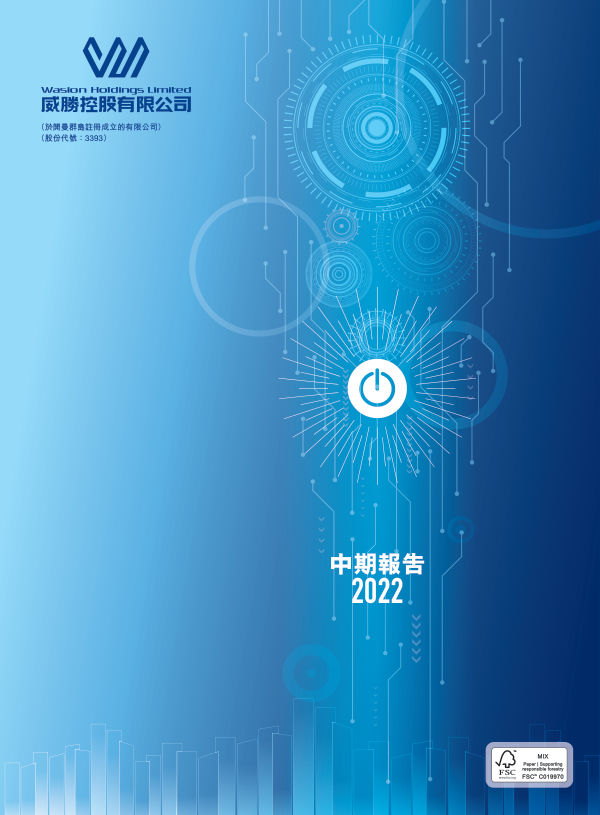 Wasion Holdings Limited
威勝控股有限公司
(於開曼群島註冊成立的有限公司)
(股份代號：3393)
中期報告
2022
MIX
Paper | Supporting
responsible forestry
FSC™ C019970
FSC